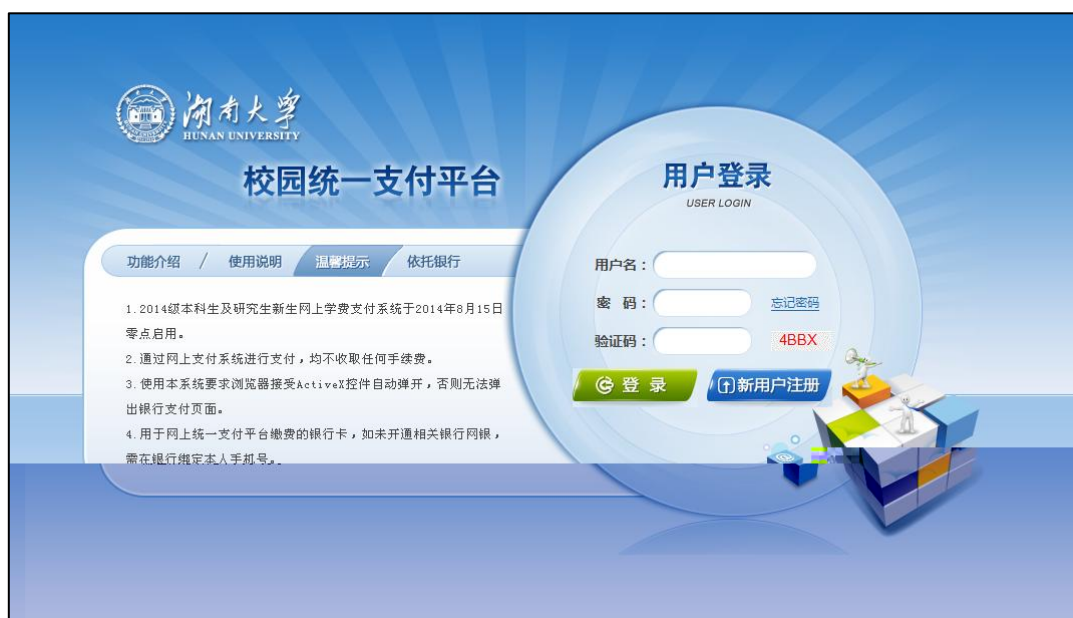 湖南大学
HUNAN UNIVERSITY
校园统一支付平台
功能介绍 / 使用说明 温馨提示 依托银行
1.2014级本科生及研究生新生网上学费支付系统于2014年8月15日
零点启用。
2.通过网上支付系统进行支付，均不收取任何手续费。
3.使用本系统要求浏览器接受ActiveX控件自动弹开，否则无法弹
出银行支付页面。
4.用于网上统一支付平台缴费的银行卡，如未开通相关银行网银，
需在银行绑定本人手机号。
用户登录
USER LOGIN
用户名：
密 码： 忘记密码
验证码： 4BBX
登 录 新用户注册